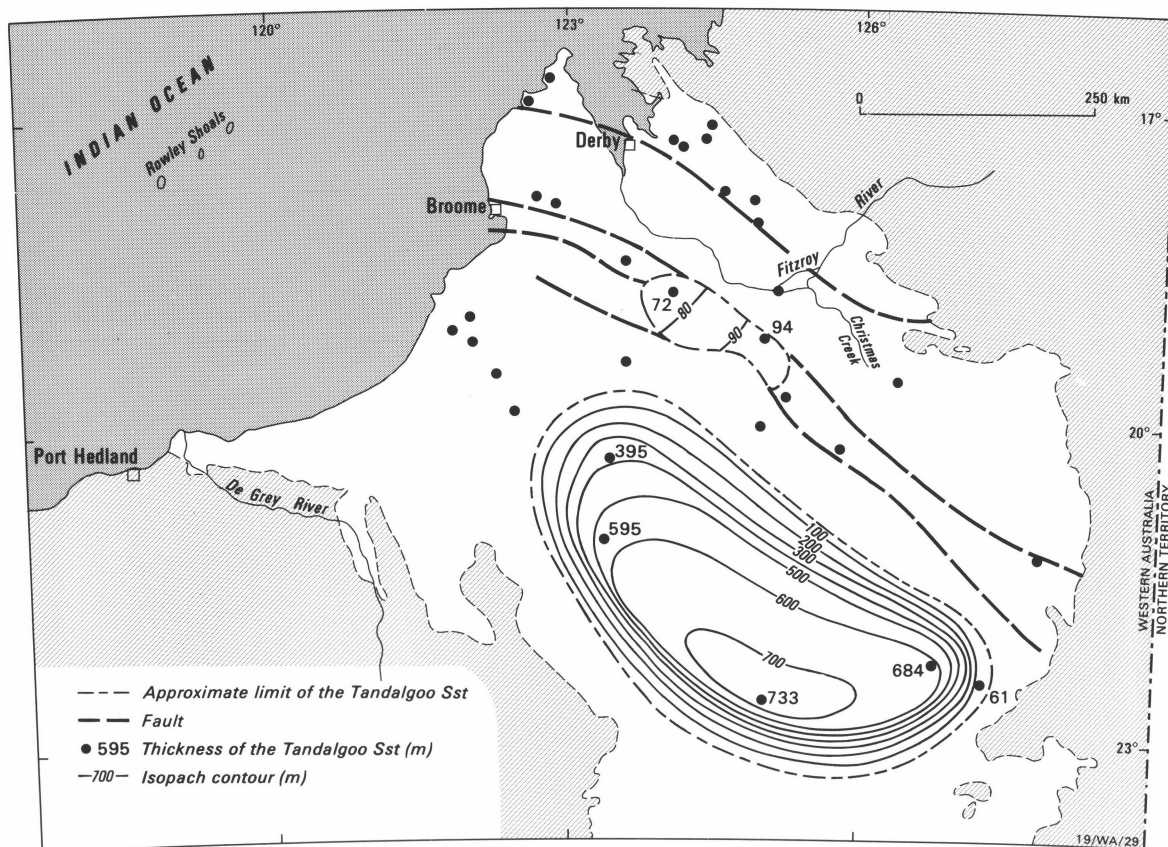 120°
123°
126°
INDIAN OCEAN
Rowley Shoals
0 250 km
17°
Derby
River
Broome
Fitzroy
72
80
90
94
Christmas
Creek
20°
Port Hedland
De Grey River
395
595
100
200
300
500
600
700
684
733
61
WESTERN AUSTRALIA
NORTHERN TERRITORY
23°
Approximate limit of the Tandalgoo Sst
Fault
595 Thickness of the Tandalgoo Sst (m)
700 Isopach contour (m)
19/WA/29